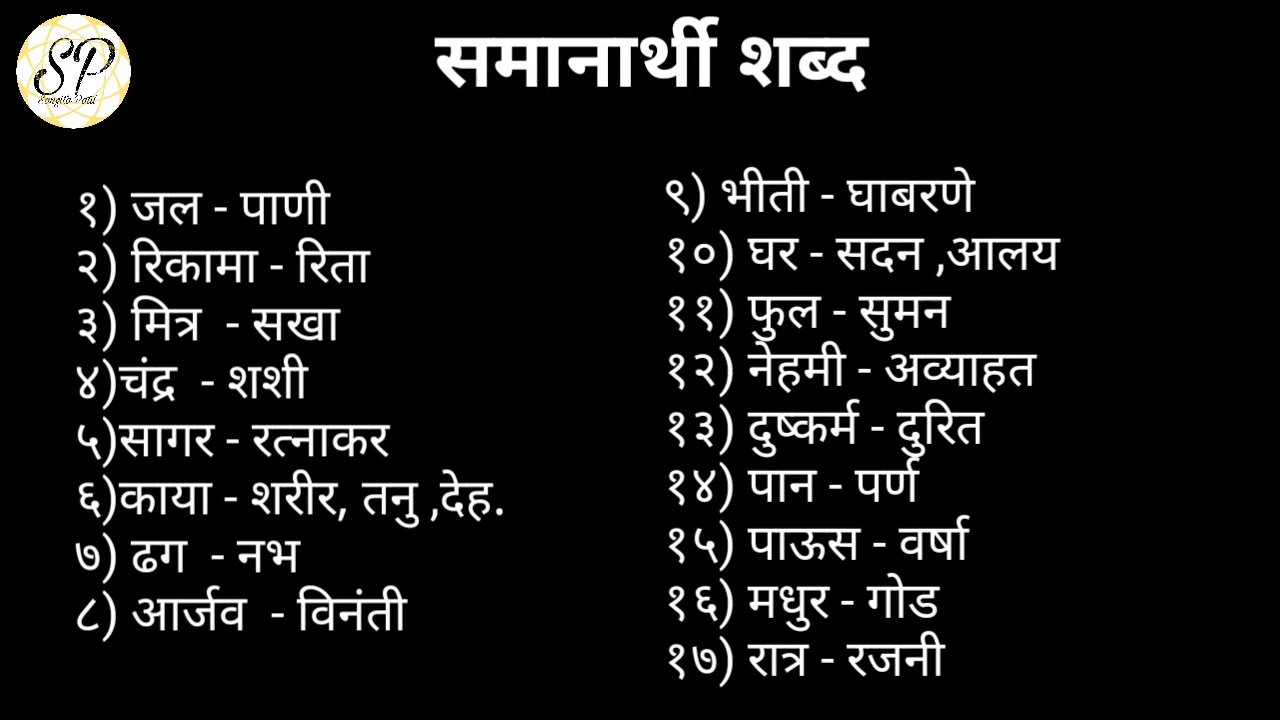 समानार्थी शब्द
SP
Sangita Patil
१) जल - पाणी
२) रिकामा - रिता
३) मित्र - सखा
४)चंद्र - शशी
५)सागर - रत्नाकर
६)काया - शरीर, तनु ,देह.
७) ढग - नभ
८) आर्जव - विनंती
९) भीती - घाबरणे
१०) घर - सदन ,आलय
११) फुल - सुमन
१२) नेहमी - अव्याहत
१३) दुष्कर्म - दुरित
१४) पान - पर्ण
१५) पाऊस - वर्षा
१६) मधुर - गोड
१७) रात्र - रजनी